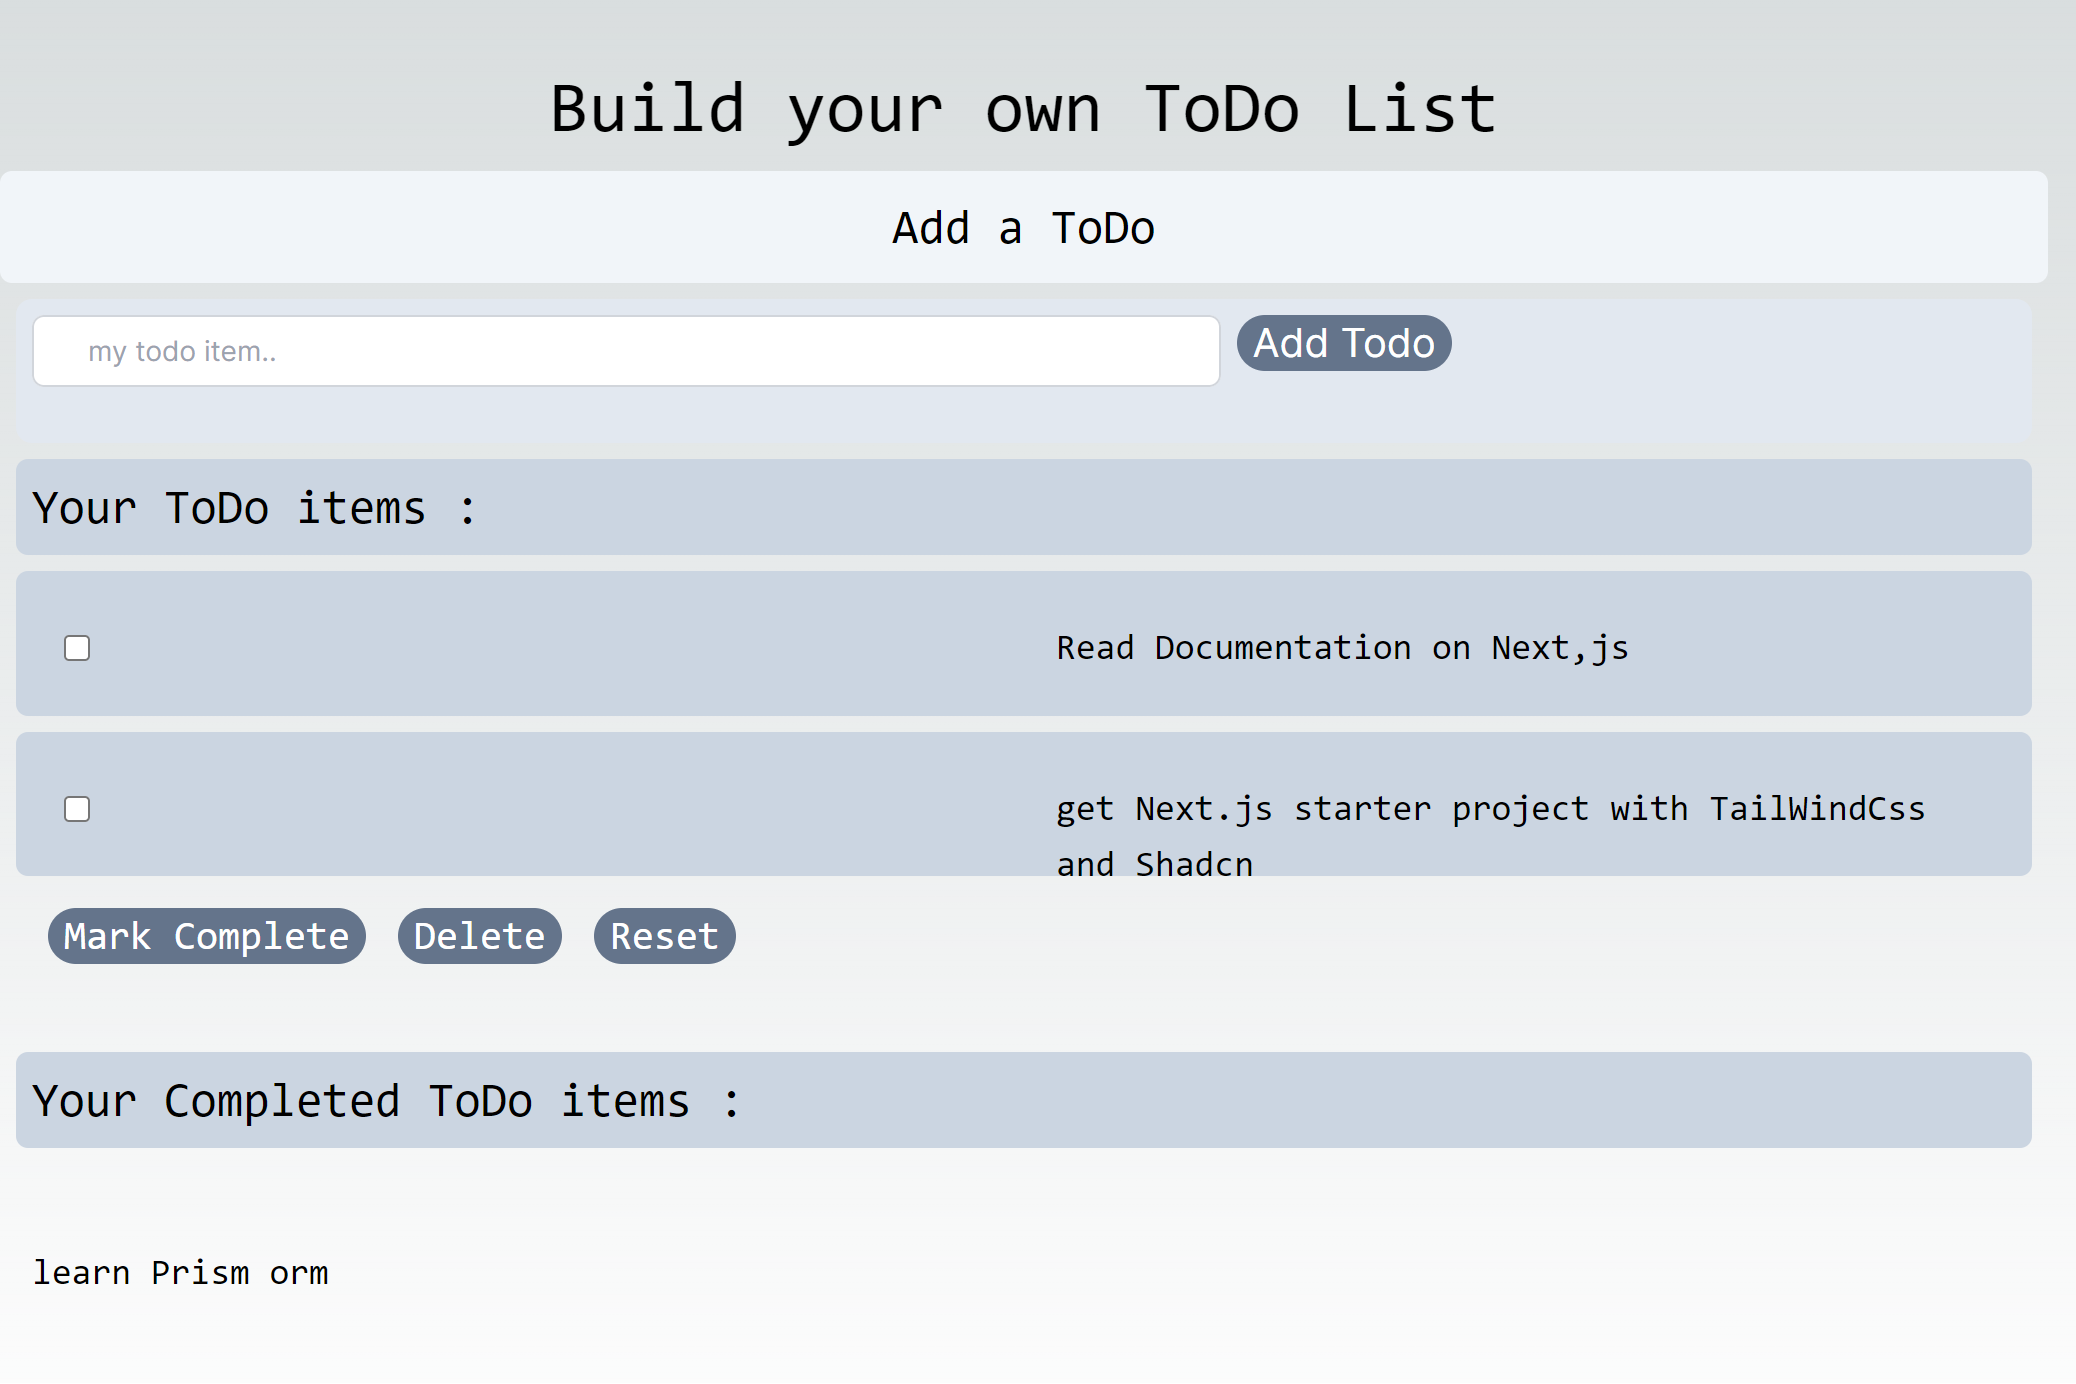 Build your own ToDo List
Add a ToDo
my todo item..
Add Todo
Your ToDo items :
Read Documentation on Next,js
get Next.js starter project with TailWindCss
and Shadcn
Mark Complete
Delete
Reset
Your Completed ToDo items :
learn Prism orm